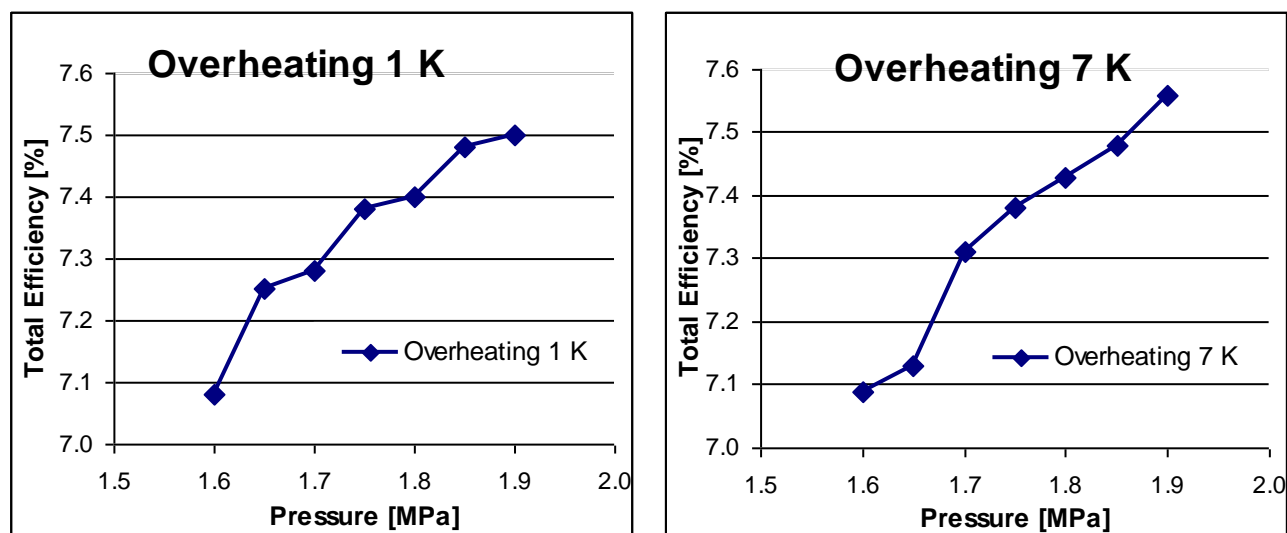 Overheating 1 K
7.6
7.5
7.4
7.3
7.2
7.1
7.0
Total Efficiency [%]
Overheating 1 K
1.5 1.6 1.7 1.8 1.9 2.0
Pressure [MPa]
Overheating 7 K
7.6
7.5
7.4
7.3
7.2
7.1
7.0
Total Efficiency [%]
Overheating 7 K
1.5 1.6 1.7 1.8 1.9 2.0
Pressure [MPa]